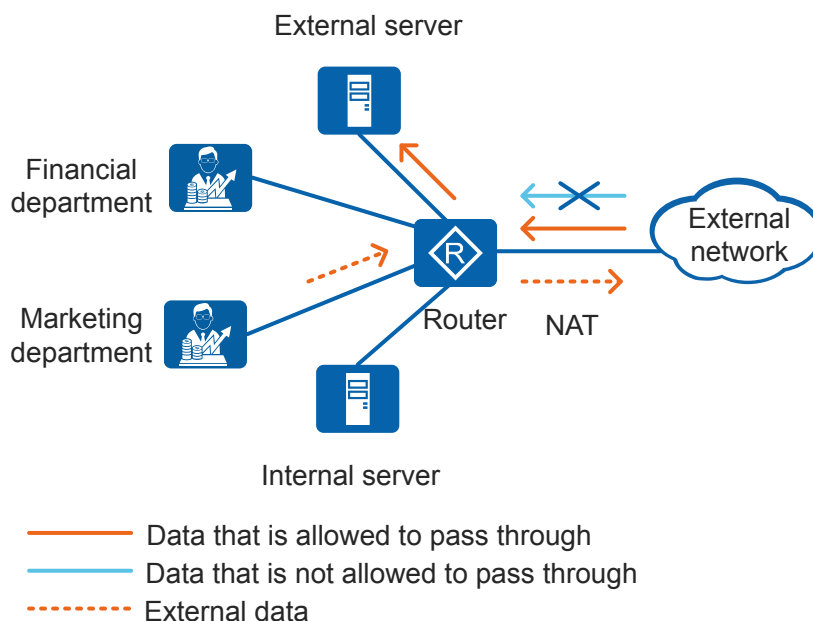 External server
Financial
department
External
network
R
Router
NAT
Marketing
department
Internal server
Data that is allowed to pass through
Data that is not allowed to pass through
External data